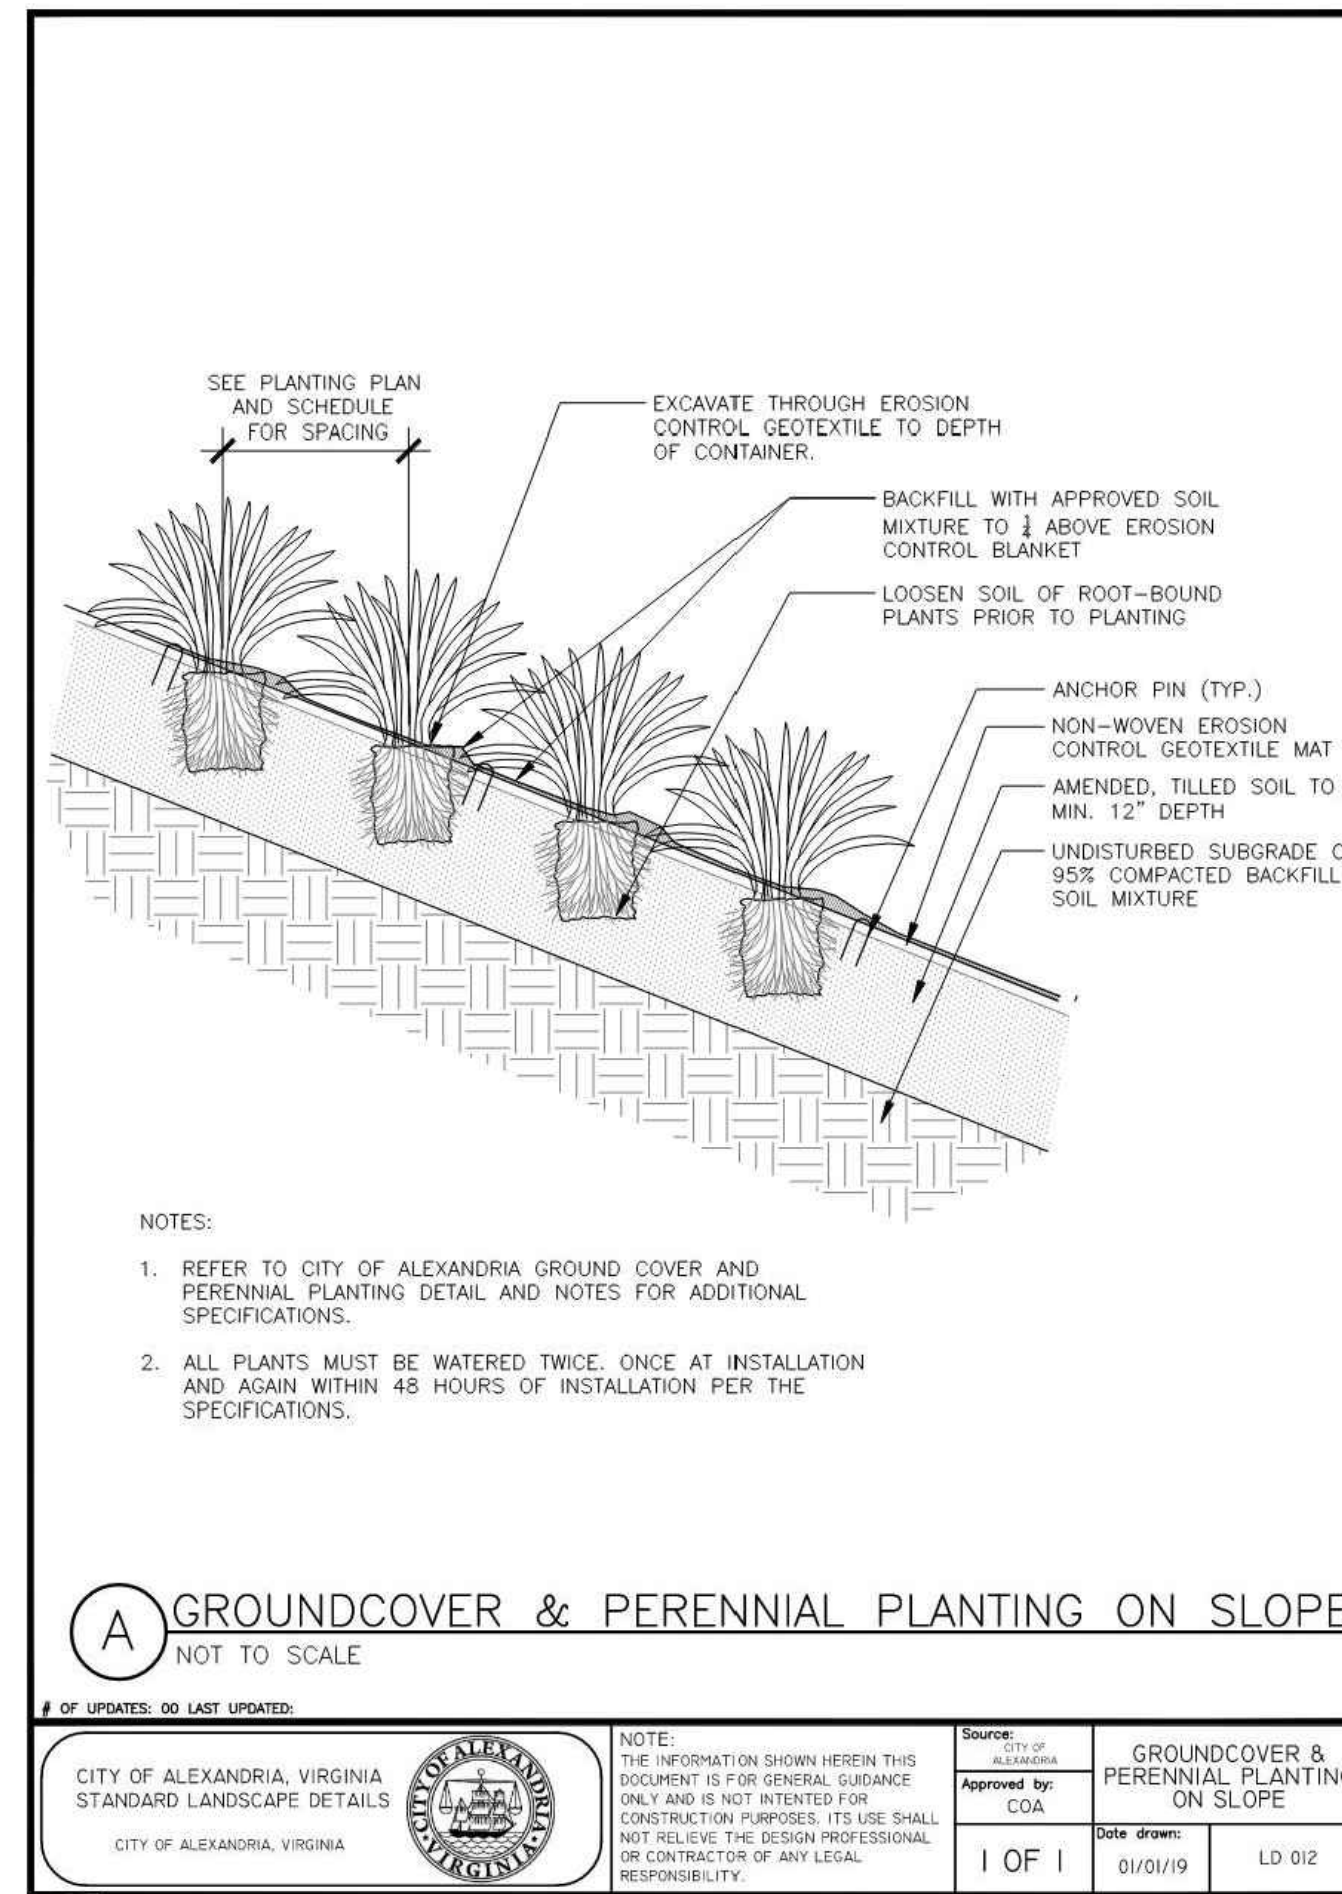 SEE PLANTING PLAN
AND SCHEDULE
FOR SPACING
EXCAVATE THROUGH EROSION
CONTROL GEOTEXTILE TO DEPTH
OF CONTAINER.
BACKFILL WITH APPROVED SOIL
MIXTURE TO ¼ ABOVE EROSION
CONTROL BLANKET
LOOSEN SOIL OF ROOT-BOUND
PLANTS PRIOR TO PLANTING
ANCHOR PIN (TYP.)
NON-WOVEN EROSION
CONTROL GEOTEXTILE MAT
AMENDED, TILLED SOIL TO
MIN. 12" DEPTH
UNDISTURBED SUBGRADE
95% COMPACTED BACKFILL
SOIL MIXTURE
NOTES:
1. REFER TO CITY OF ALEXANDRIA GROUND COVER AND
PERENNIAL PLANTING DETAIL AND NOTES FOR ADDITIONAL
SPECIFICATIONS.
2. ALL PLANTS MUST BE WATERED TWICE. ONCE AT INSTALLATION
AND AGAIN WITHIN 48 HOURS OF INSTALLATION PER THE
SPECIFICATIONS.
A GROUNDCOVER & PERENNIAL PLANTING ON SLOPE
NOT TO SCALE
# OF UPDATES: 00 LAST UPDATED:
CITY OF ALEXANDRIA, VIRGINIA
STANDARD LANDSCAPE DETAILS
CITY OF ALEXANDRIA, VIRGINIA
CITY OF ALEXANDRIA VIRGINIA
NOTE:
THE INFORMATION SHOWN HEREIN THIS
DOCUMENT IS FOR GENERAL GUIDANCE
ONLY AND IS NOT INTENDED FOR
CONSTRUCTION PURPOSES. ITS USE SHALL
NOT RELIEVE THE DESIGN PROFESSIONAL
OR CONTRACTOR OF ANY LEGAL
RESPONSIBILITY.
Source:
CITY OF
ALEXANDRIA
Approved by:
COA
1 OF 1
GROUNDCOVER &
PERENNIAL PLANTING
ON SLOPE
Date drawn:
01/01/19
LD 012